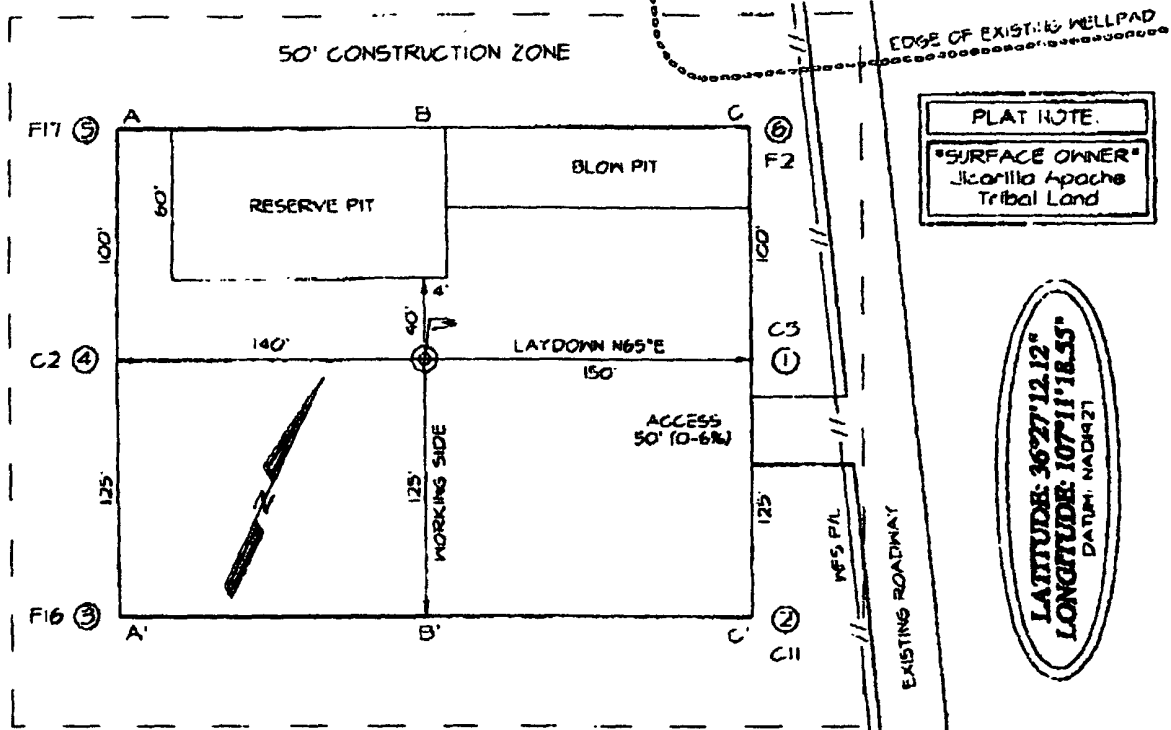 50' CONSTRUCTION ZONE
EDGE OF EXISTING WELLPAD
A
B
C
F17 5
6
F2
BLOW PIT
PLAT NOTE:
"SURFACE OWNER"
Jicarilla Apache
Tribal Land
60'
RESERVE PIT
100'
100'
4'
40'
C3
C2 4
140'
LAYDOWN N65°E
150'
1
ACCESS
50' (0-6%)
N
125'
125'
WORKING SIDE
125'
WFS P/L
EXISTING ROADWAY
LATITUDE: 36°27'12.12"
LONGITUDE: 107°11'18.55"
DATUM: NAD1927
F16 3
A'
B'
C'
2
C11